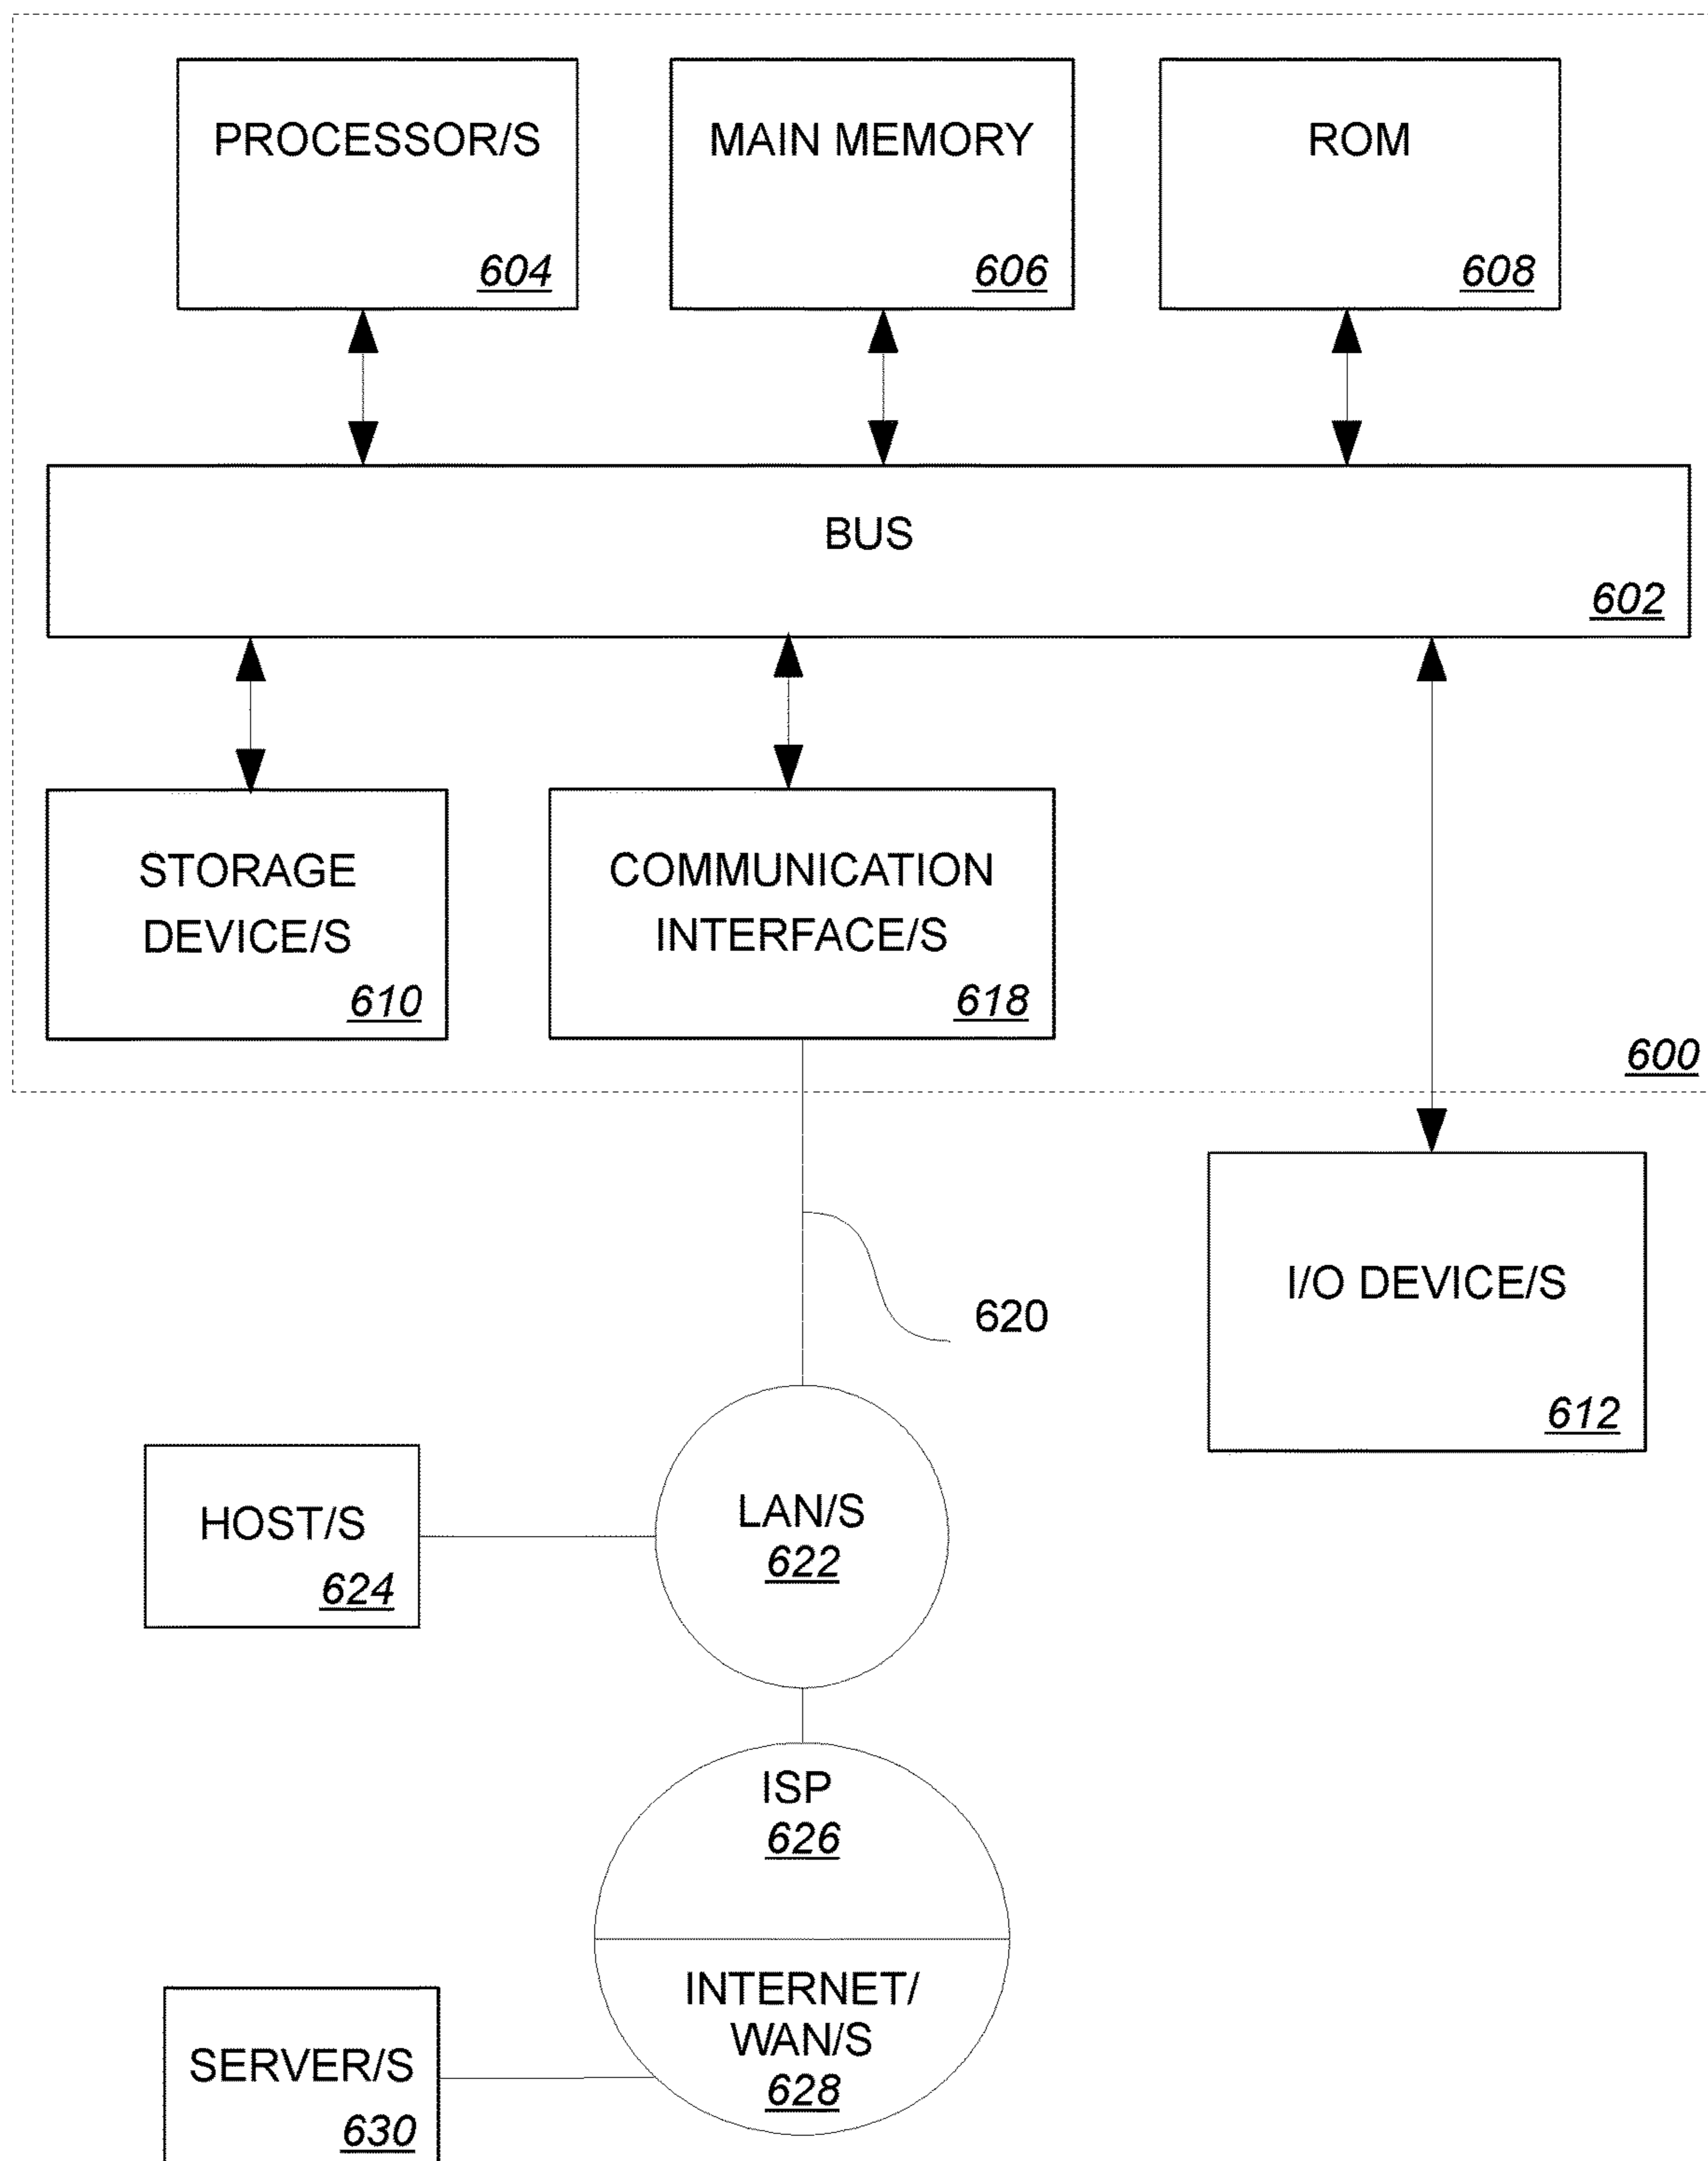 PROCESSOR/S
604
MAIN MEMORY
606
ROM
608
BUS
602
STORAGE
DEVICE/S
610
COMMUNICATION
INTERFACE/S
618
600
620
I/O DEVICE/S
612
HOST/S
624
LAN/S
622
ISP
626
INTERNET/
WAN/S
628
SERVER/S
630